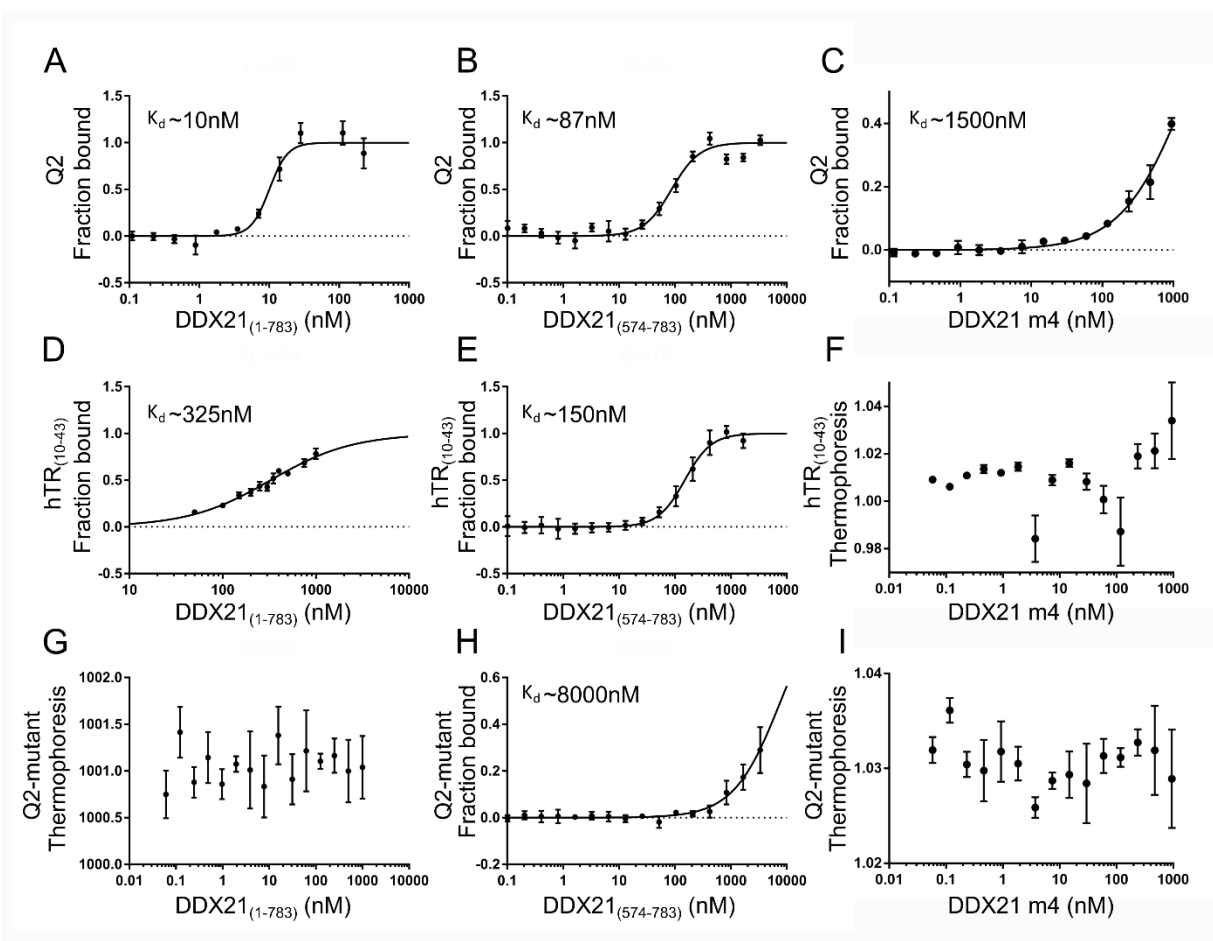 A
Q2
Fraction bound
1.5
1.0
0.5
0.0
-0.5
Kd ~10nM
0.1 1 10 100 1000
DDX21(1-783) (nM)
B
Q2
Fraction bound
1.5
1.0
0.5
0.0
-0.5
Kd ~87nM
0.1 1 10 100 1000 10000
DDX21(574-783) (nM)
C
Q2
Fraction bound
0.4
0.2
0.0
Kd ~1500nM
0.1 1 10 100 1000
DDX21 m4 (nM)
D
hTR(10-43)
Fraction bound
1.5
1.0
0.5
0.0
-0.5
Kd ~325nM
10 100 1000 10000
DDX21(1-783) (nM)
E
hTR(10-43)
Fraction bound
1.5
1.0
0.5
0.0
-0.5
Kd ~150nM
0.1 1 10 100 1000 10000
DDX21(574-783) (nM)
F
hTR(10-43)
Thermophoresis
1.04
1.02
1.00
0.98
0.01 0.1 1 10 100 1000
DDX21 m4 (nM)
G
Q2-mutant
Thermophoresis
1002.0
1001.5
1001.0
1000.5
1000.0
0.01 0.1 1 10 100 1000 10000
DDX21(1-783) (nM)
H
Q2-mutant
Fraction bound
0.6
0.4
0.2
0.0
-0.2
Kd ~8000nM
0.1 1 10 100 1000 10000
DDX21(574-783) (nM)
I
Q2-mutant
Thermophoresis
1.04
1.03
1.02
0.01 0.1 1 10 100 1000
DDX21 m4 (nM)